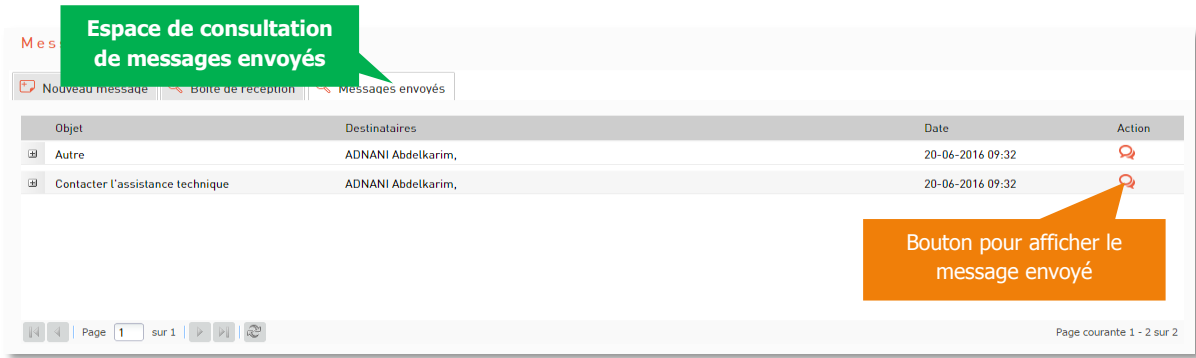 Espace de consultation
de messages envoyés
Mess
Nouveau message
Boîte de réception
Messages envoyés
Objet Destinataires Date Action
Autre ADNANI Abdelkarim, 20-06-2016 09:32
Contacter l'assistance technique ADNANI Abdelkarim, 20-06-2016 09:32
Bouton pour afficher le
message envoyé
Page 1 sur 1
Page courante 1 - 2 sur 2